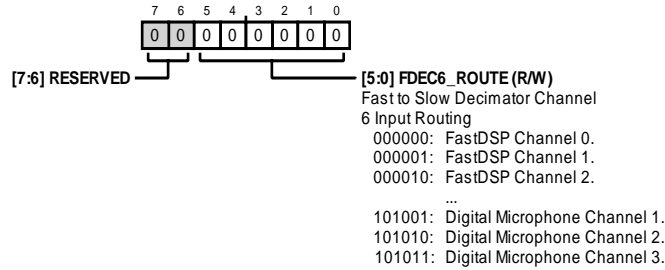 7 6 5 4 3 2 1 0
0 0 0 0 0 0 0 0
[7:6] RESERVED
[5:0] FDEC6_ROUTE (R/W)
Fast to Slow Decimator Channel
6 Input Routing
000000: FastDSP Channel 0.
000001: FastDSP Channel 1.
000010: FastDSP Channel 2.
...
101001: Digital Microphone Channel 1.
101010: Digital Microphone Channel 2.
101011: Digital Microphone Channel 3.